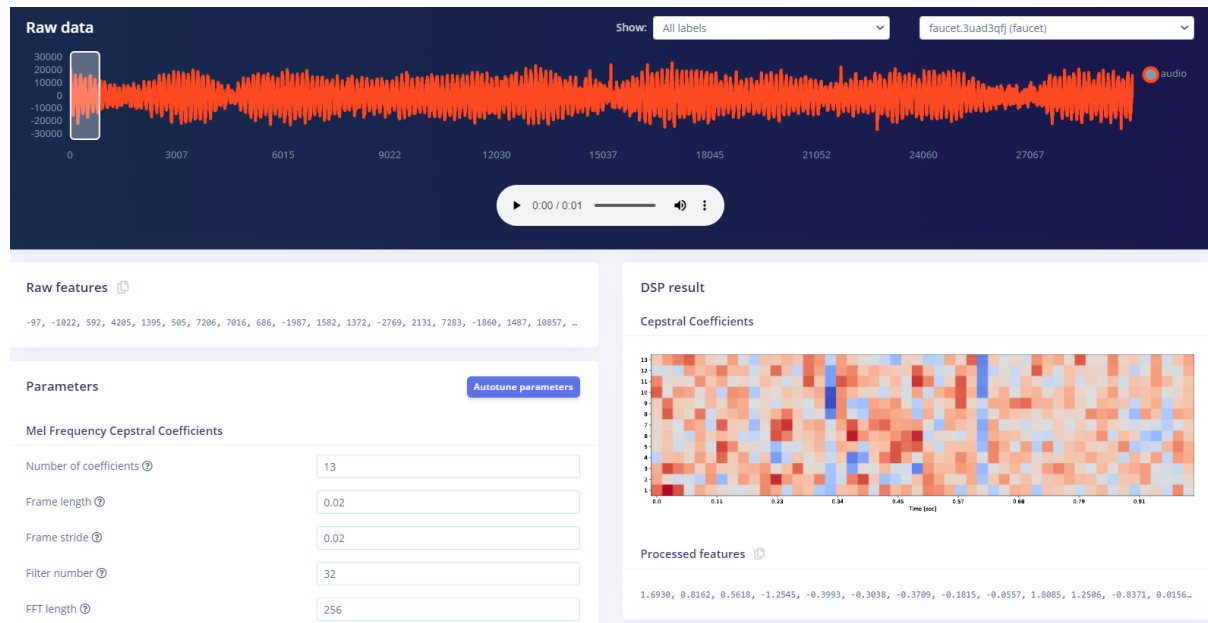 Raw data
Show: All labels faucet.3uad3qfj (faucet)
30000
20000
10000
0
-10000
-20000
-30000
audio
0 3007 6015 9022 12030 15037 18045 21052 24060 27067
0:00 / 0:01
Raw features
-97, -1022, 592, 4205, 1395, 505, 7206, 7016, 686, -1987, 1582, 1372, -2769, 2131, 7283, -1860, 1487, 10857, …
Parameters
Autotune parameters
Mel Frequency Cepstral Coefficients
Number of coefficients 13
Frame length 0.02
Frame stride 0.02
Filter number 32
FFT length 256
DSP result
Cepstral Coefficients
13
12
11
10
9
8
7
6
5
4
3
2
1
0.0 0.11 0.23 0.34 0.45 0.57 0.68 0.79 0.91
Time [sec]
Processed features
1.6930, 0.8162, 0.5618, -1.2545, -0.3993, -0.3038, -0.3709, -0.1815, -0.0557, 1.8085, 1.2506, -0.8371, 0.0156…